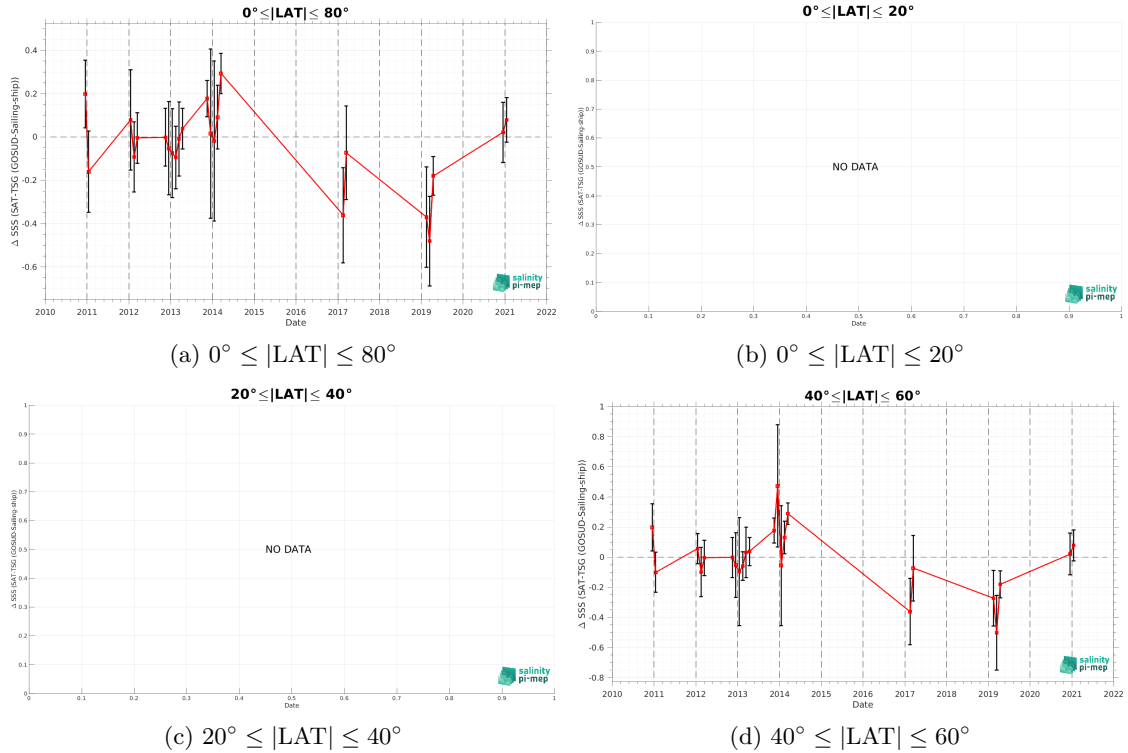 0°≤|LAT|≤ 80°
Δ SSS (SAT-TSG (GOSUD-Sailing-ship))
0.4
0.2
0
-0.2
-0.4
-0.6
2010 2011 2012 2013 2014 2015 2016 2017 2018 2019 2020 2021 2022
Date
salinity
pi-mep
(a) 0° ≤ |LAT| ≤ 80°
0°≤|LAT|≤ 20°
Δ SSS (SAT-TSG (GOSUD-Sailing-ship))
1
0.9
0.8
0.7
0.6
0.5
0.4
0.3
0.2
0.1
0
NO DATA
0 0.1 0.2 0.3 0.4 0.5 0.6 0.7 0.8 0.9 1
Date
salinity
pi-mep
(b) 0° ≤ |LAT| ≤ 20°
20°≤|LAT|≤ 40°
Δ SSS (SAT-TSG (GOSUD-Sailing-ship))
1
0.9
0.8
0.7
0.6
0.5
0.4
0.3
0.2
0.1
0
NO DATA
0 0.1 0.2 0.3 0.4 0.5 0.6 0.7 0.8 0.9 1
Date
salinity
pi-mep
(c) 20° ≤ |LAT| ≤ 40°
40°≤|LAT|≤ 60°
Δ SSS (SAT-TSG (GOSUD-Sailing-ship))
1
0.8
0.6
0.4
0.2
0
-0.2
-0.4
-0.6
-0.8
2010 2011 2012 2013 2014 2015 2016 2017 2018 2019 2020 2021 2022
Date
salinity
pi-mep
(d) 40° ≤ |LAT| ≤ 60°